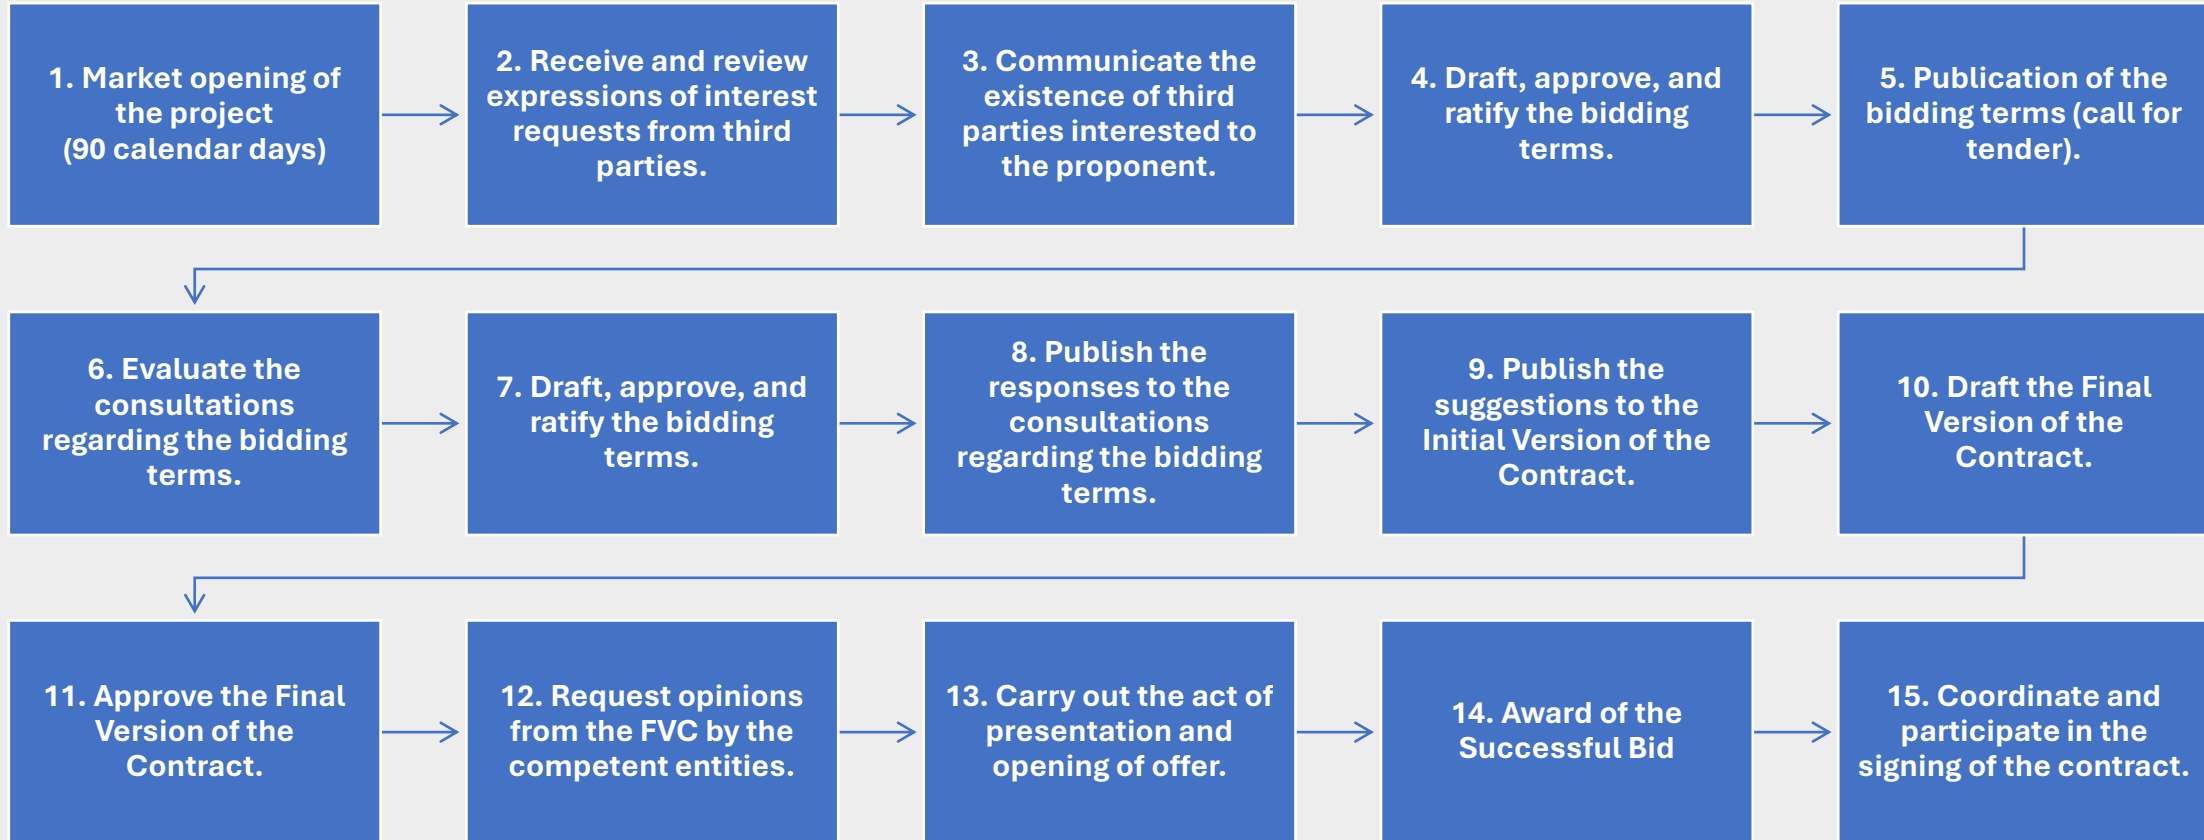 1. Market opening of
the project
(90 calendar days)
2. Receive and review
expressions of interest
requests from third
parties.
3. Communicate the
existence of third
parties interested to
the proponent.
4. Draft, approve, and
ratify the bidding
terms.
5. Publication of the
bidding terms (call for
tender).
6. Evaluate the
consultations
regarding the bidding
terms.
7. Draft, approve, and
ratify the bidding
terms.
8. Publish the
responses to the
consultations
regarding the bidding
terms.
9. Publish the
suggestions to the
Initial Version of the
Contract.
10. Draft the Final
Version of the
Contract.
11. Approve the Final
Version of the
Contract.
12. Request opinions
from the FVC by the
competent entities.
13. Carry out the act of
presentation and
opening of offer.
14. Award of the
Successful Bid
15. Coordinate and
participate in the
signing of the contract.